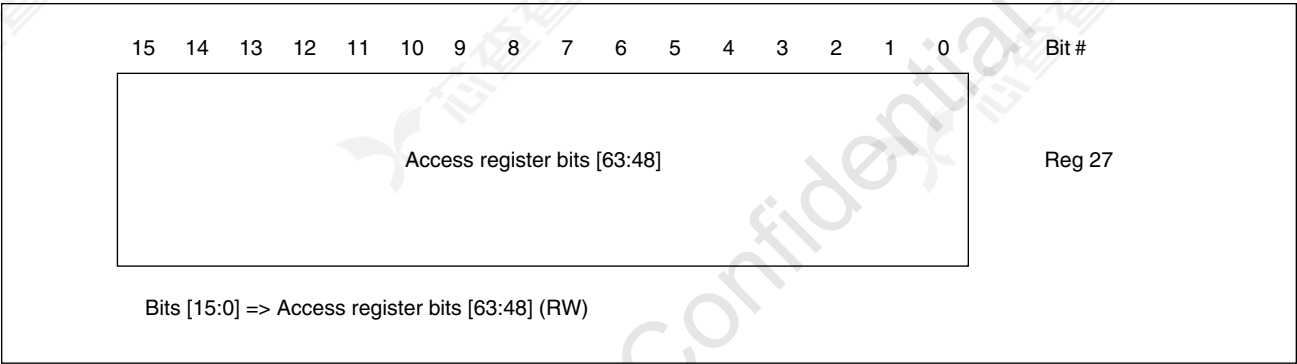 15 14 13 12 11 10 9 8 7 6 5 4 3 2 1 0 Bit #
Access register bits [63:48] Reg 27
Bits [15:0] => Access register bits [63:48] (RW)
Confidential